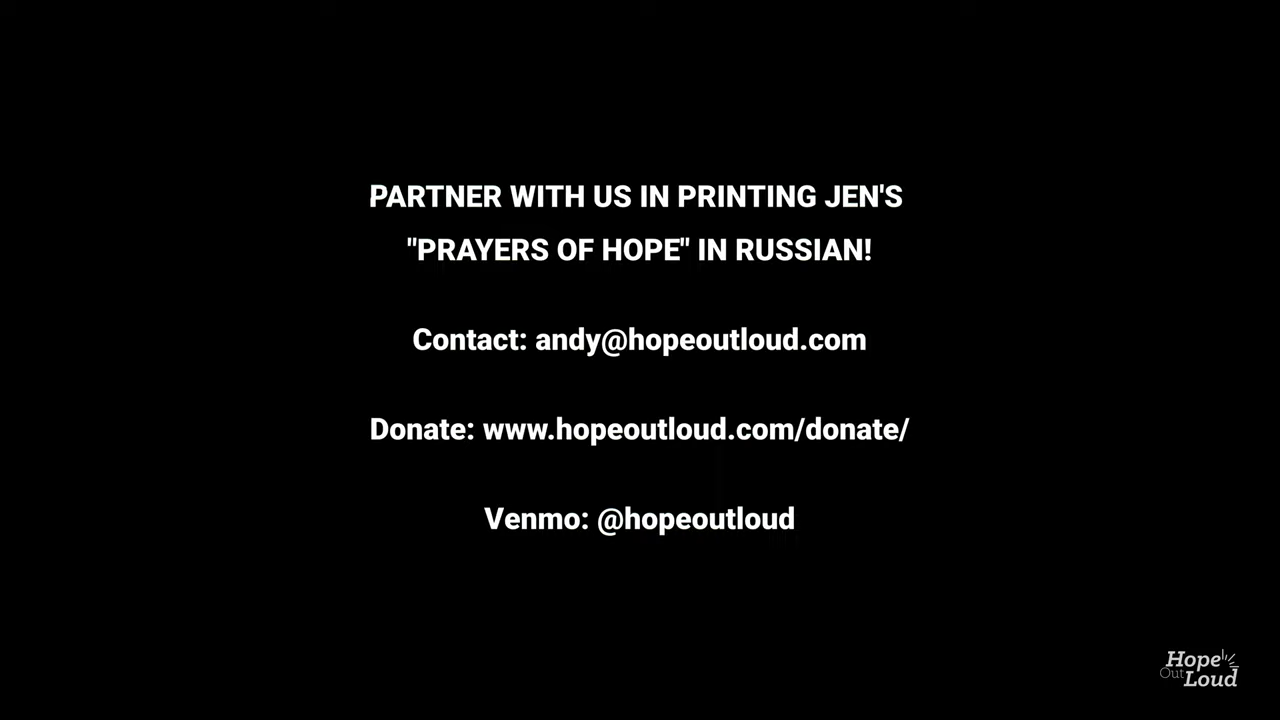 PARTNER WITH US IN PRINTING JEN'S
"PRAYERS OF HOPE" IN RUSSIAN!
Contact: andy@hopeoutloud.com
Donate: www.hopeoutloud.com/donate/
Venmo: @hopeoutloud
Hope
Out Loud